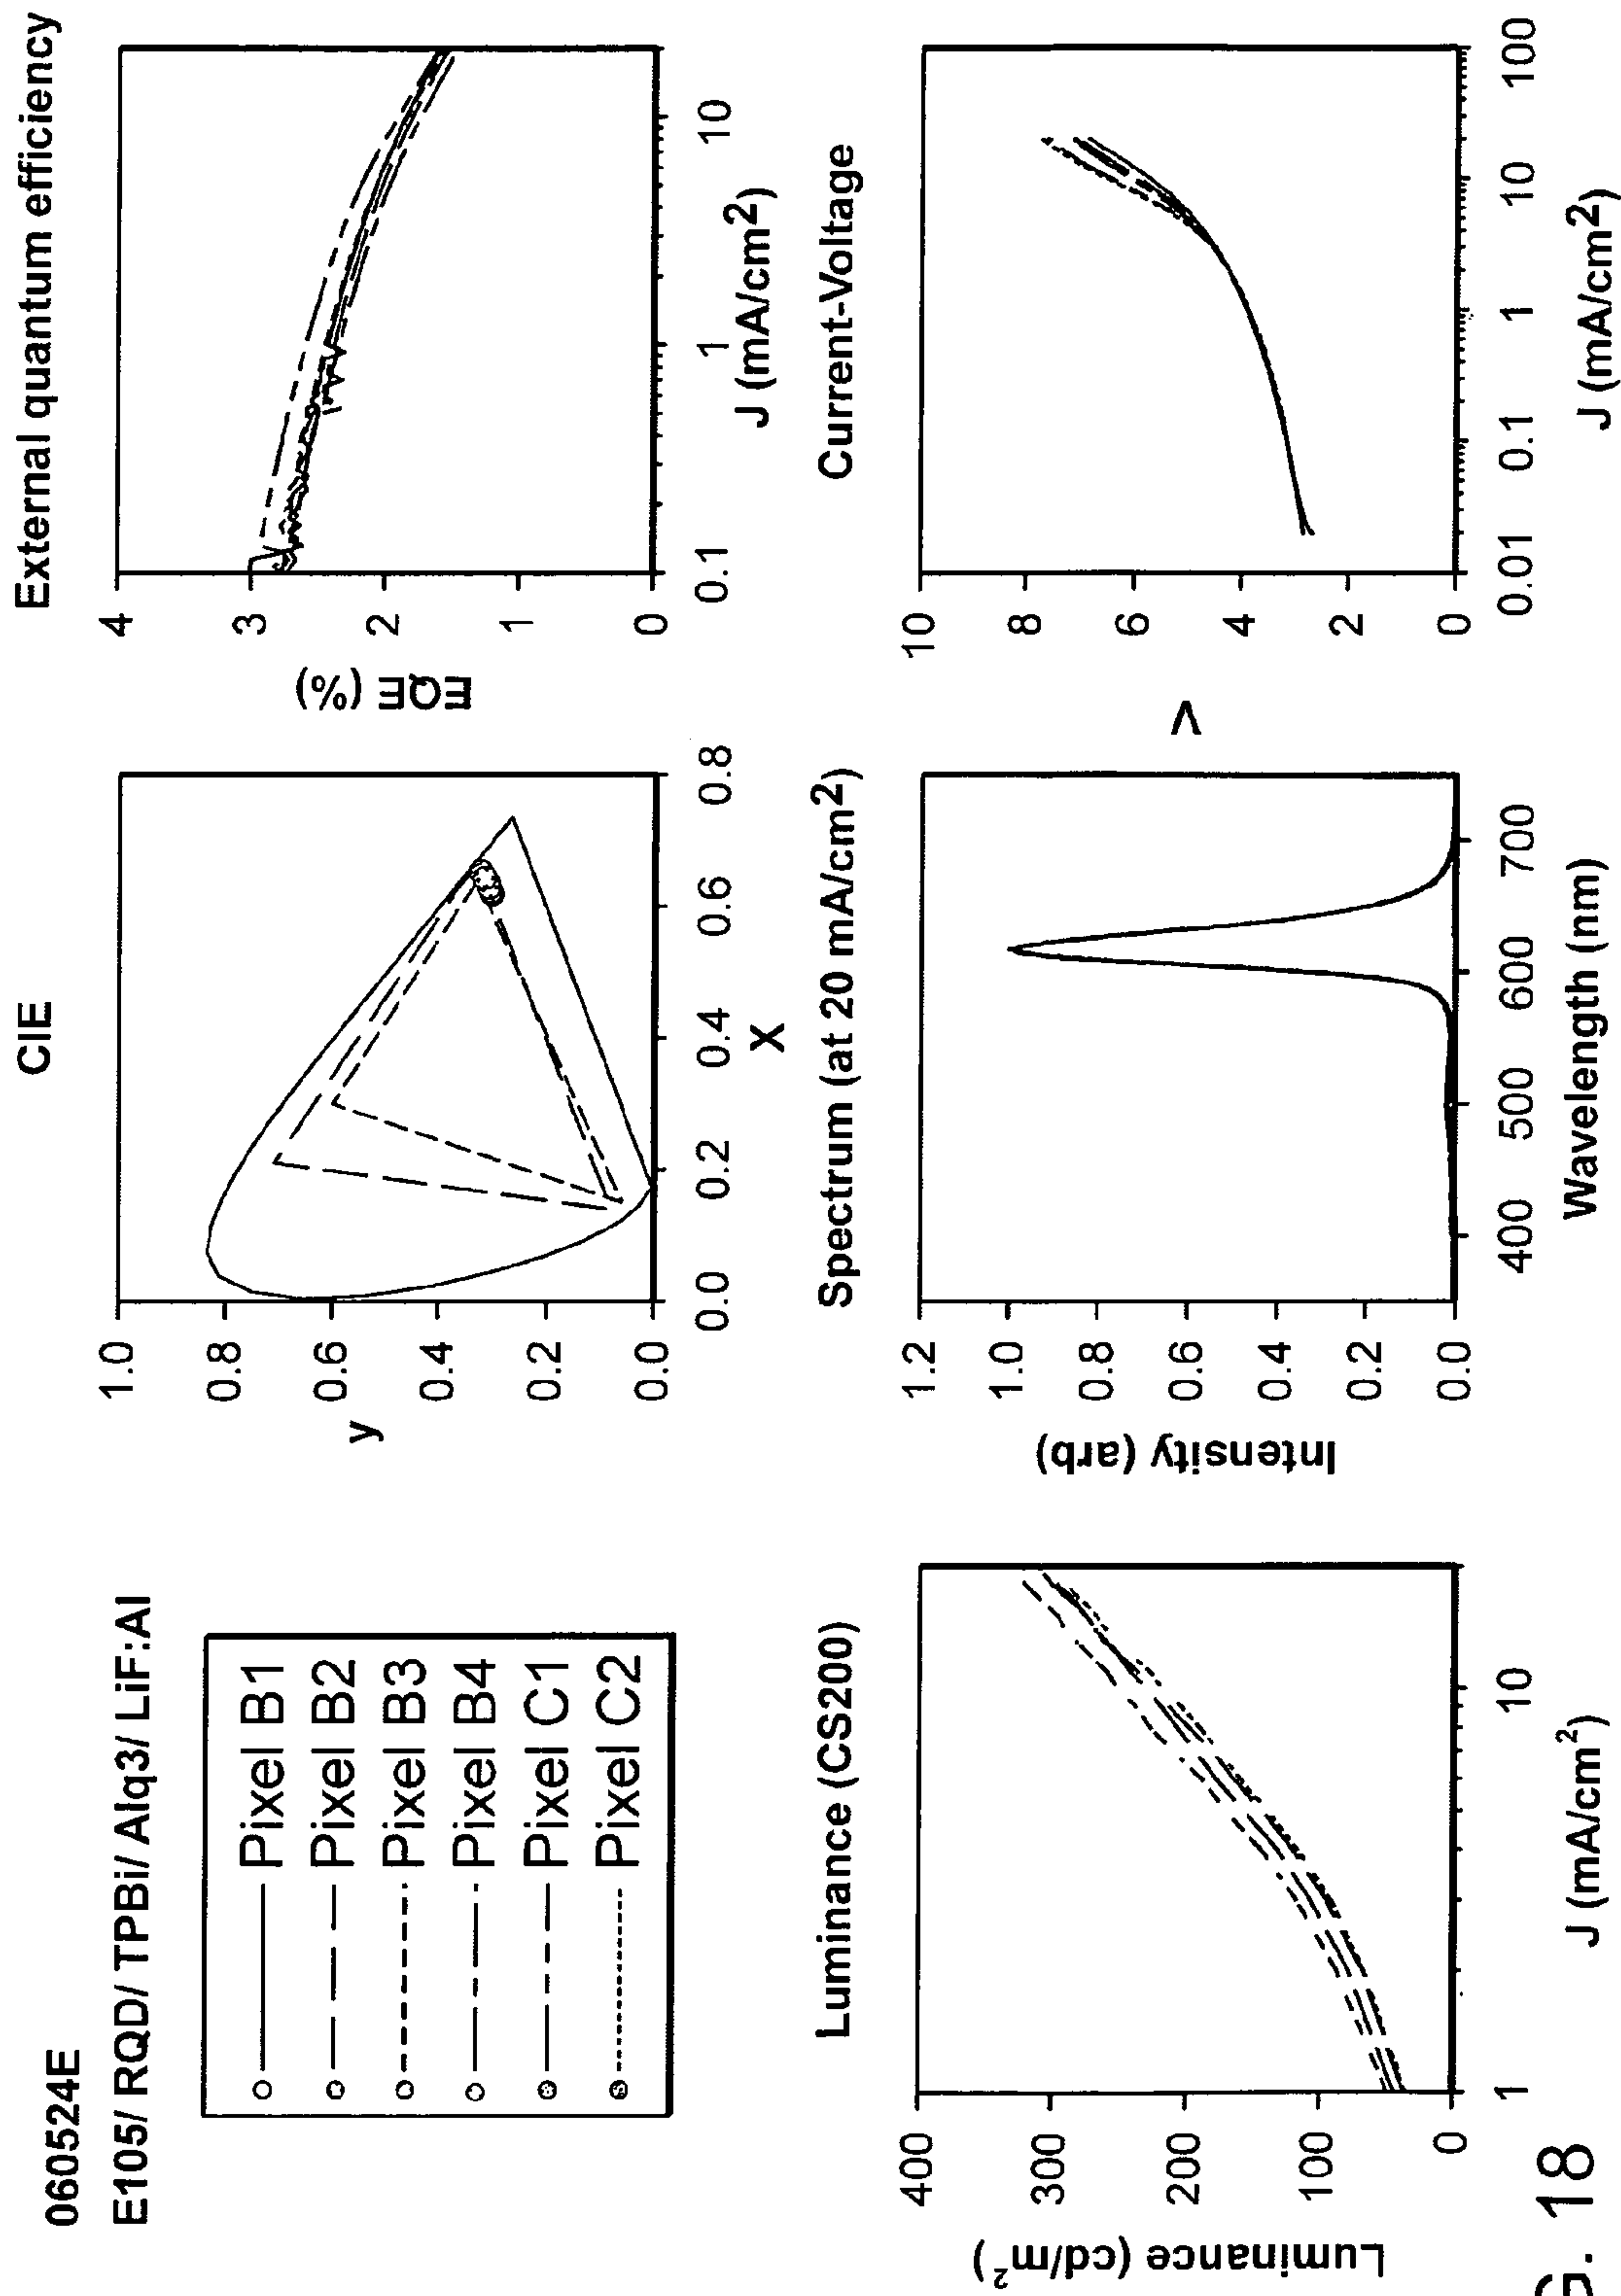 060524E
E105/ RQD/ TPBi/ Alq3/ LiF:Al
Pixel B1
Pixel B2
Pixel B3
Pixel B4
Pixel C1
Pixel C2
CIE
y
1.0
0.8
0.6
0.4
0.2
0.0
0.0 0.2 0.4 0.6 0.8
X
External quantum efficiency
EQE (%)
4
3
2
1
0
0.1 1 10
J (mA/cm2)
Luminance (CS200)
Luminance (cd/m2)
400
300
200
100
0
1 10
J (mA/cm2)
Spectrum (at 20 mA/cm2)
Intensity (arb)
1.2
1.0
0.8
0.6
0.4
0.2
0.0
400 500 600 700
Wavelength (nm)
Current-Voltage
V
10
8
6
4
2
0
0.01 0.1 1 10 100
J (mA/cm2)
G. 18